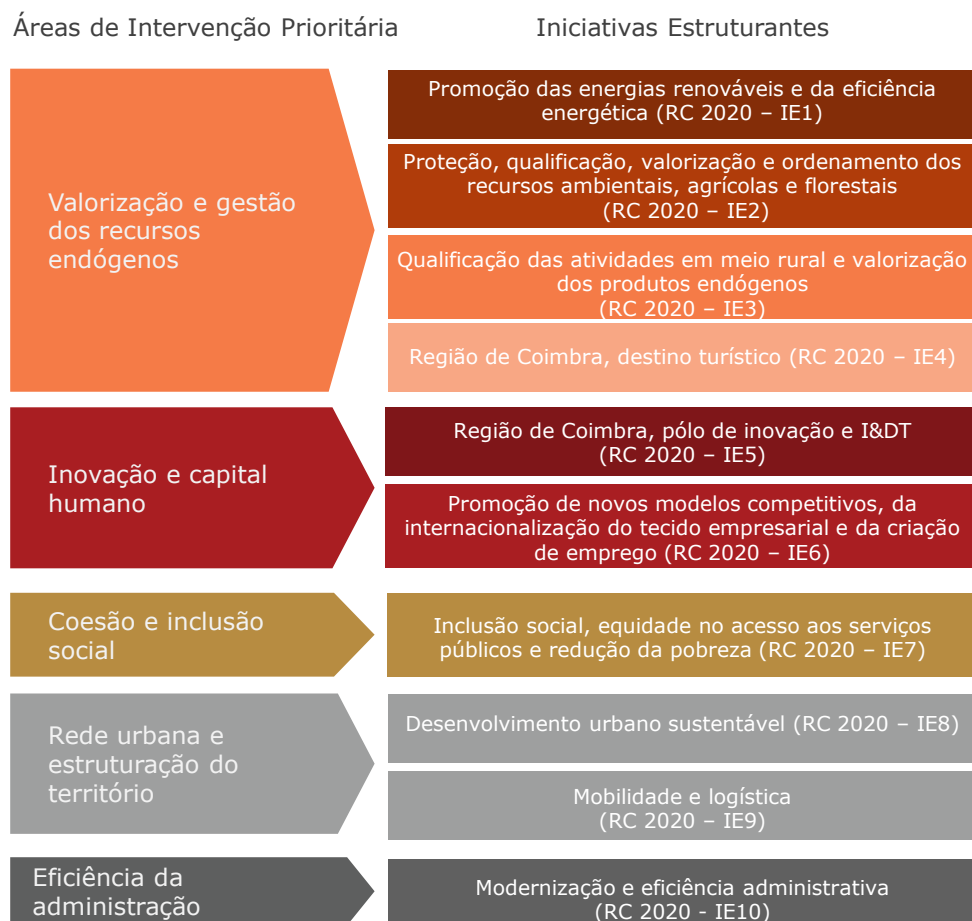 Áreas de Intervenção Prioritária
Iniciativas Estruturantes
Valorização e gestão
dos recursos
endógenos
Promoção das energias renováveis e da eficiência
energética (RC 2020 – IE1)
Proteção, qualificação, valorização e ordenamento dos
recursos ambientais, agrícolas e florestais
(RC 2020 – IE2)
Qualificação das atividades em meio rural e valorização
dos produtos endógenos
(RC 2020 – IE3)
Região de Coimbra, destino turístico (RC 2020 – IE4)
Inovação e capital
humano
Região de Coimbra, pólo de inovação e I&DT
(RC 2020 – IE5)
Promoção de novos modelos competitivos, da
internacionalização do tecido empresarial e da criação
de emprego (RC 2020 – IE6)
Coesão e inclusão
social
Inclusão social, equidade no acesso aos serviços
públicos e redução da pobreza (RC 2020 – IE7)
Rede urbana e
estruturação do
território
Desenvolvimento urbano sustentável (RC 2020 – IE8)
Mobilidade e logística
(RC 2020 – IE9)
Eficiência da
administração
Modernização e eficiência administrativa
(RC 2020 - IE10)